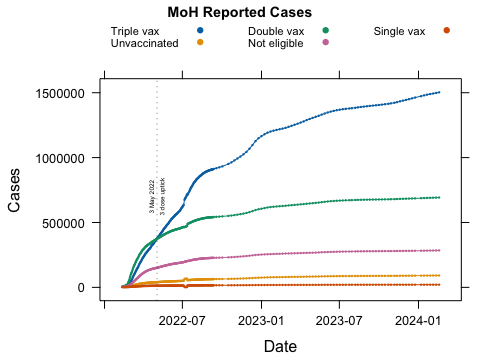 MoH Reported Cases
Triple vax Double vax Single vax
Unvaccinated Not eligible
1500000
1000000
500000
0
Cases
3 May 2022
3 dose uptick
2022-07 2023-01 2023-07 2024-01
Date